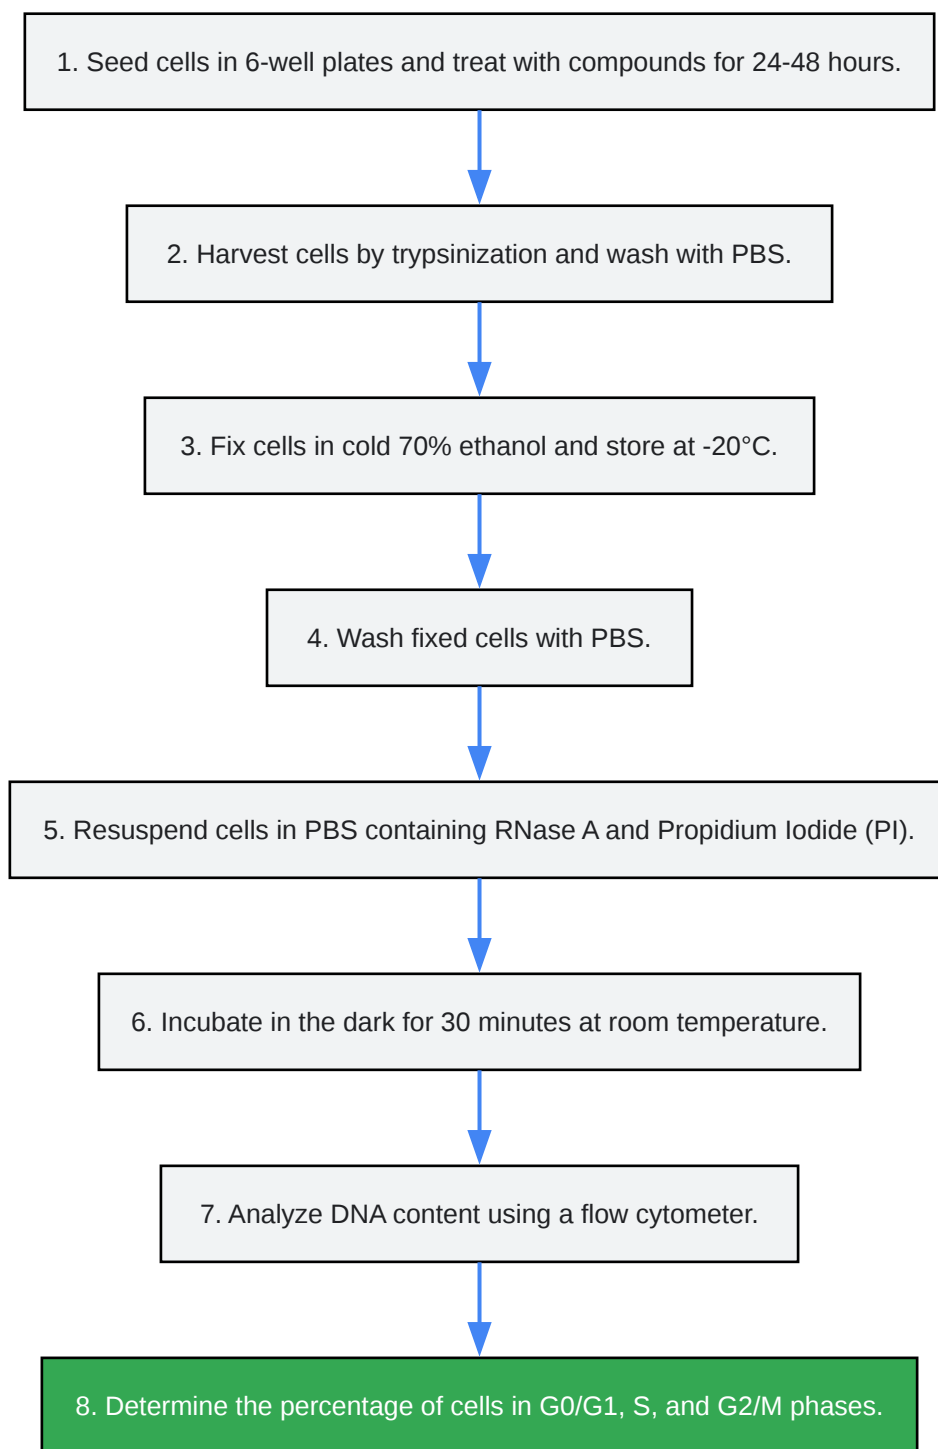 1. Seed cells in 6-well plates and treat with compounds for 24-48 hours.
2. Harvest cells by trypsinization and wash with PBS.
3. Fix cells in cold 70% ethanol and store at -20°C.
4. Wash fixed cells with PBS.
5. Resuspend cells in PBS containing RNase A and Propidium Iodide (PI).
6. Incubate in the dark for 30 minutes at room temperature.
7. Analyze DNA content using a flow cytometer.
8. Determine the percentage of cells in G0/G1, S, and G2/M phases.